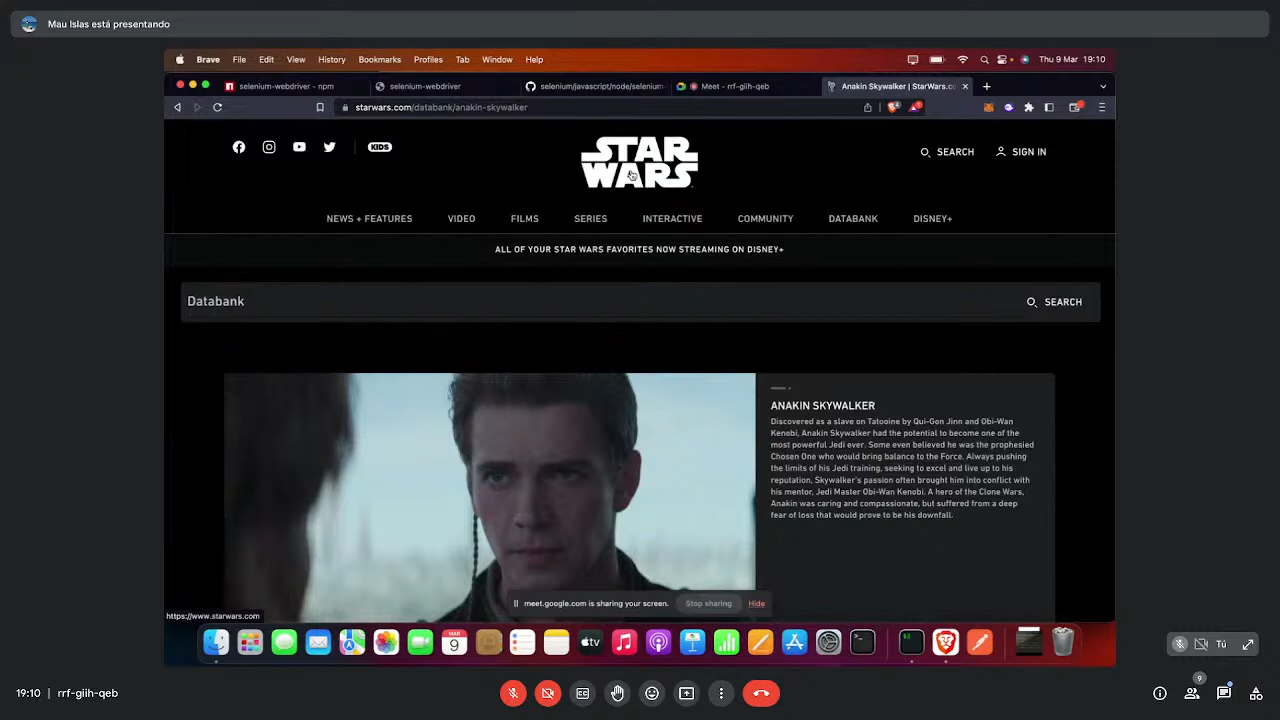 Mau Islas está presentando
Brave File Edit View History Bookmarks Profiles Tab Window Help
Thu 9 Mar 19:10
selenium-webdriver - npm
selenium-webdriver
selenium/javascript/node/selenium-
Meet - rrf-giih-qeb
Anakin Skywalker | StarWars.co
starwars.com/databank/anakin-skywalker
KIDS
STAR
WARS
SEARCH
SIGN IN
NEWS + FEATURES VIDEO FILMS SERIES INTERACTIVE COMMUNITY DATABANK DISNEY+
ALL OF YOUR STAR WARS FAVORITES NOW STREAMING ON DISNEY+
Databank
SEARCH
ANAKIN SKYWALKER
Discovered as a slave on Tatooine by Qui-Gon Jinn and Obi-Wan
Kenobi, Anakin Skywalker had the potential to become one of the
most powerful Jedi ever. Some even believed he was the prophesied
Chosen One who would bring balance to the Force. Always pushing
the limits of his Jedi training, seeking to excel and live up to his
reputation, Skywalker's passion often brought him into conflict with
his mentor, Jedi Master Obi-Wan Kenobi. A hero of the Clone Wars,
Anakin was caring and compassionate, but suffered from a deep
fear of loss that would prove to be his downfall.
meet.google.com is sharing your screen.
Stop sharing
Hide
https://www.starwars.com
MAR
9
tv
Tú
19:10 rrf-giih-qeb
9